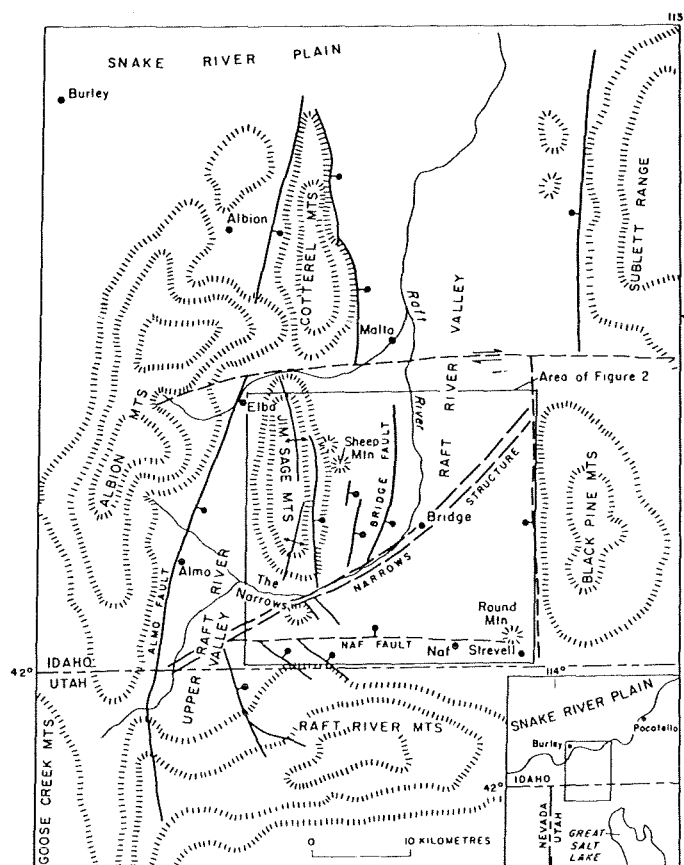 113
SNAKE RIVER PLAIN
Burley
Albion
COTTEREL MTS
SUBLETT RANGE
Raft River
Malta
RAFT RIVER VALLEY
Area of Figure 2
Elba
ALBION MTS
JIM SAGE MTS
Sheep Mtn
BRIDGE FAULT
Bridge
NARROWS STRUCTURE
BLACK PINE MTS
Almo
ALMO FAULT
The Narrows
UPPER RAFT RIVER VALLEY
Round Mtn
NAF FAULT
Naf
Strevell
42° IDAHO
UTAH
RAFT RIVER MTS
GOOSE CREEK MTS
0 10 KILOMETRES
114°
SNAKE RIVER PLAIN
Pocatello
Burley
42° IDAHO
NEVADA
UTAH
GREAT
SALT
LAKE